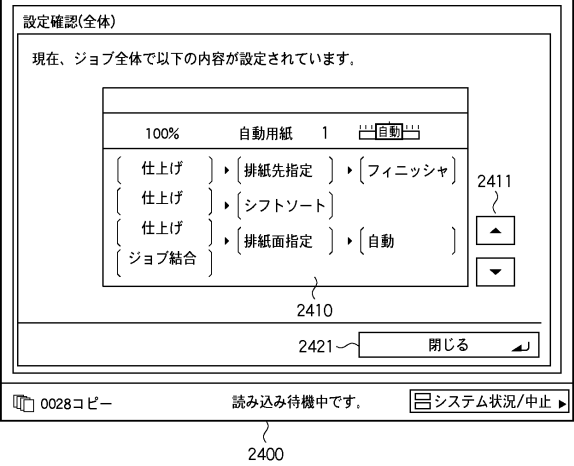 設定確認(全体)
現在、ジョブ全体で以下の内容が設定されています。
100% 自動用紙 1 自動
仕上げ 排紙先指定 フィニッシャ
2411
仕上げ シフトソート
仕上げ 排紙面指定 自動
ジョブ結合
2410
2421 閉じる
0028コピー 読み込み待機中です。 システム状況/中止
2400